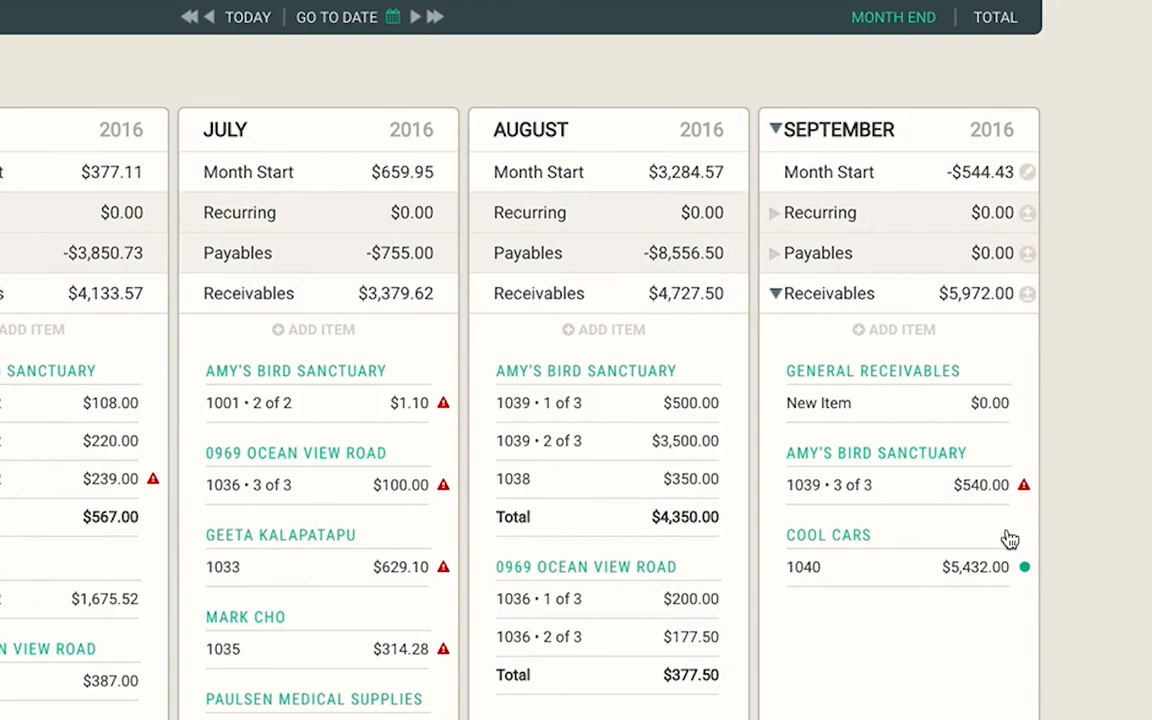 TODAY | GO TO DATE
MONTH END | TOTAL
2016
$377.11
$0.00
-$3,850.73
$4,133.57
ADD ITEM
SANCTUARY
$108.00
$220.00
$239.00
$567.00
$1,675.52
N VIEW ROAD
$387.00
JULY 2016
Month Start $659.95
Recurring $0.00
Payables -$755.00
Receivables $3,379.62
ADD ITEM
AMY'S BIRD SANCTUARY
1001 • 2 of 2 $1.10
0969 OCEAN VIEW ROAD
1036 • 3 of 3 $100.00
GEETA KALAPATAPU
1033 $629.10
MARK CHO
1035 $314.28
PAULSEN MEDICAL SUPPLIES
AUGUST 2016
Month Start $3,284.57
Recurring $0.00
Payables -$8,556.50
Receivables $4,727.50
ADD ITEM
AMY'S BIRD SANCTUARY
1039 • 1 of 3 $500.00
1039 • 2 of 3 $3,500.00
1038 $350.00
Total $4,350.00
0969 OCEAN VIEW ROAD
1036 • 1 of 3 $200.00
1036 • 2 of 3 $177.50
Total $377.50
SEPTEMBER 2016
Month Start -$544.43
Recurring $0.00
Payables $0.00
Receivables $5,972.00
ADD ITEM
GENERAL RECEIVABLES
New Item $0.00
AMY'S BIRD SANCTUARY
1039 • 3 of 3 $540.00
COOL CARS
1040 $5,432.00